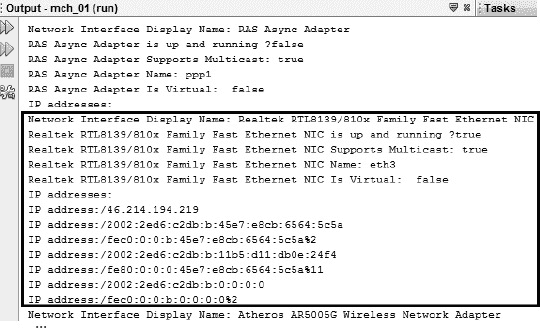 Output - mch_01 (run)
Tasks
Network Interface Display Name: RAS Async Adapter
RAS Async Adapter is up and running ?false
RAS Async Adapter Supports Multicast: true
RAS Async Adapter Name: ppp1
RAS Async Adapter Is Virtual:  false
IP addresses:
Network Interface Display Name: Realtek RTL8139/810x Family Fast Ethernet NIC
Realtek RTL8139/810x Family Fast Ethernet NIC is up and running ?true
Realtek RTL8139/810x Family Fast Ethernet NIC Supports Multicast: true
Realtek RTL8139/810x Family Fast Ethernet NIC Name: eth3
Realtek RTL8139/810x Family Fast Ethernet NIC Is Virtual:  false
IP addresses:
IP address:/46.214.194.219
IP address:/2002:2ed6:c2db:b:45e7:e8cb:6564:5c5a
IP address:/fec0:0:0:b:45e7:e8cb:6564:5c5a%2
IP address:/2002:2ed6:c2db:b:11b5:d11:db0e:24f4
IP address:/fe80:0:0:0:45e7:e8cb:6564:5c5a%11
IP address:/2002:2ed6:c2db:b:0:0:0:0
IP address:/fec0:0:0:b:0:0:0:0%2
Network Interface Display Name: Atheros AR5005G Wireless Network Adapter
...